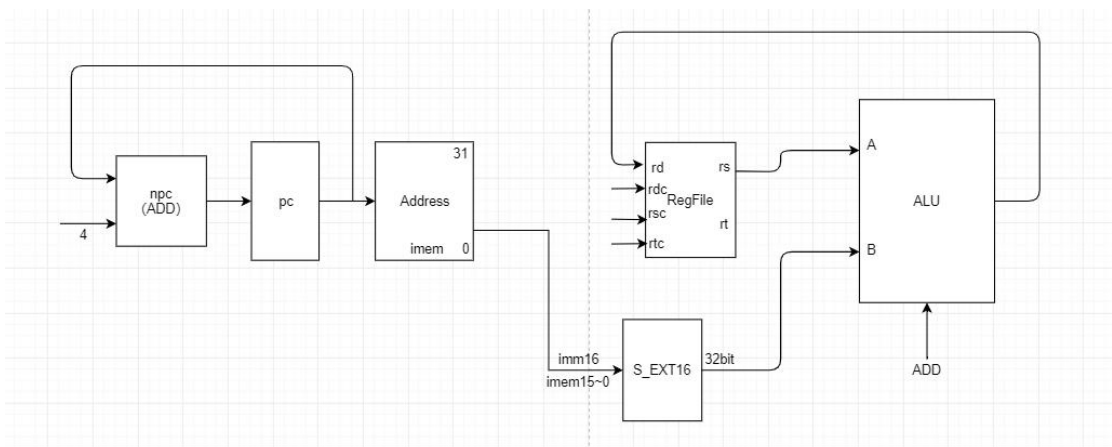 npc
(ADD)
4
pc
31
Address
imem 0
rd
rs
rdc
RegFile
rsc
rt
rtc
A
ALU
B
ADD
imm16
imem15~0
S_EXT16
32bit